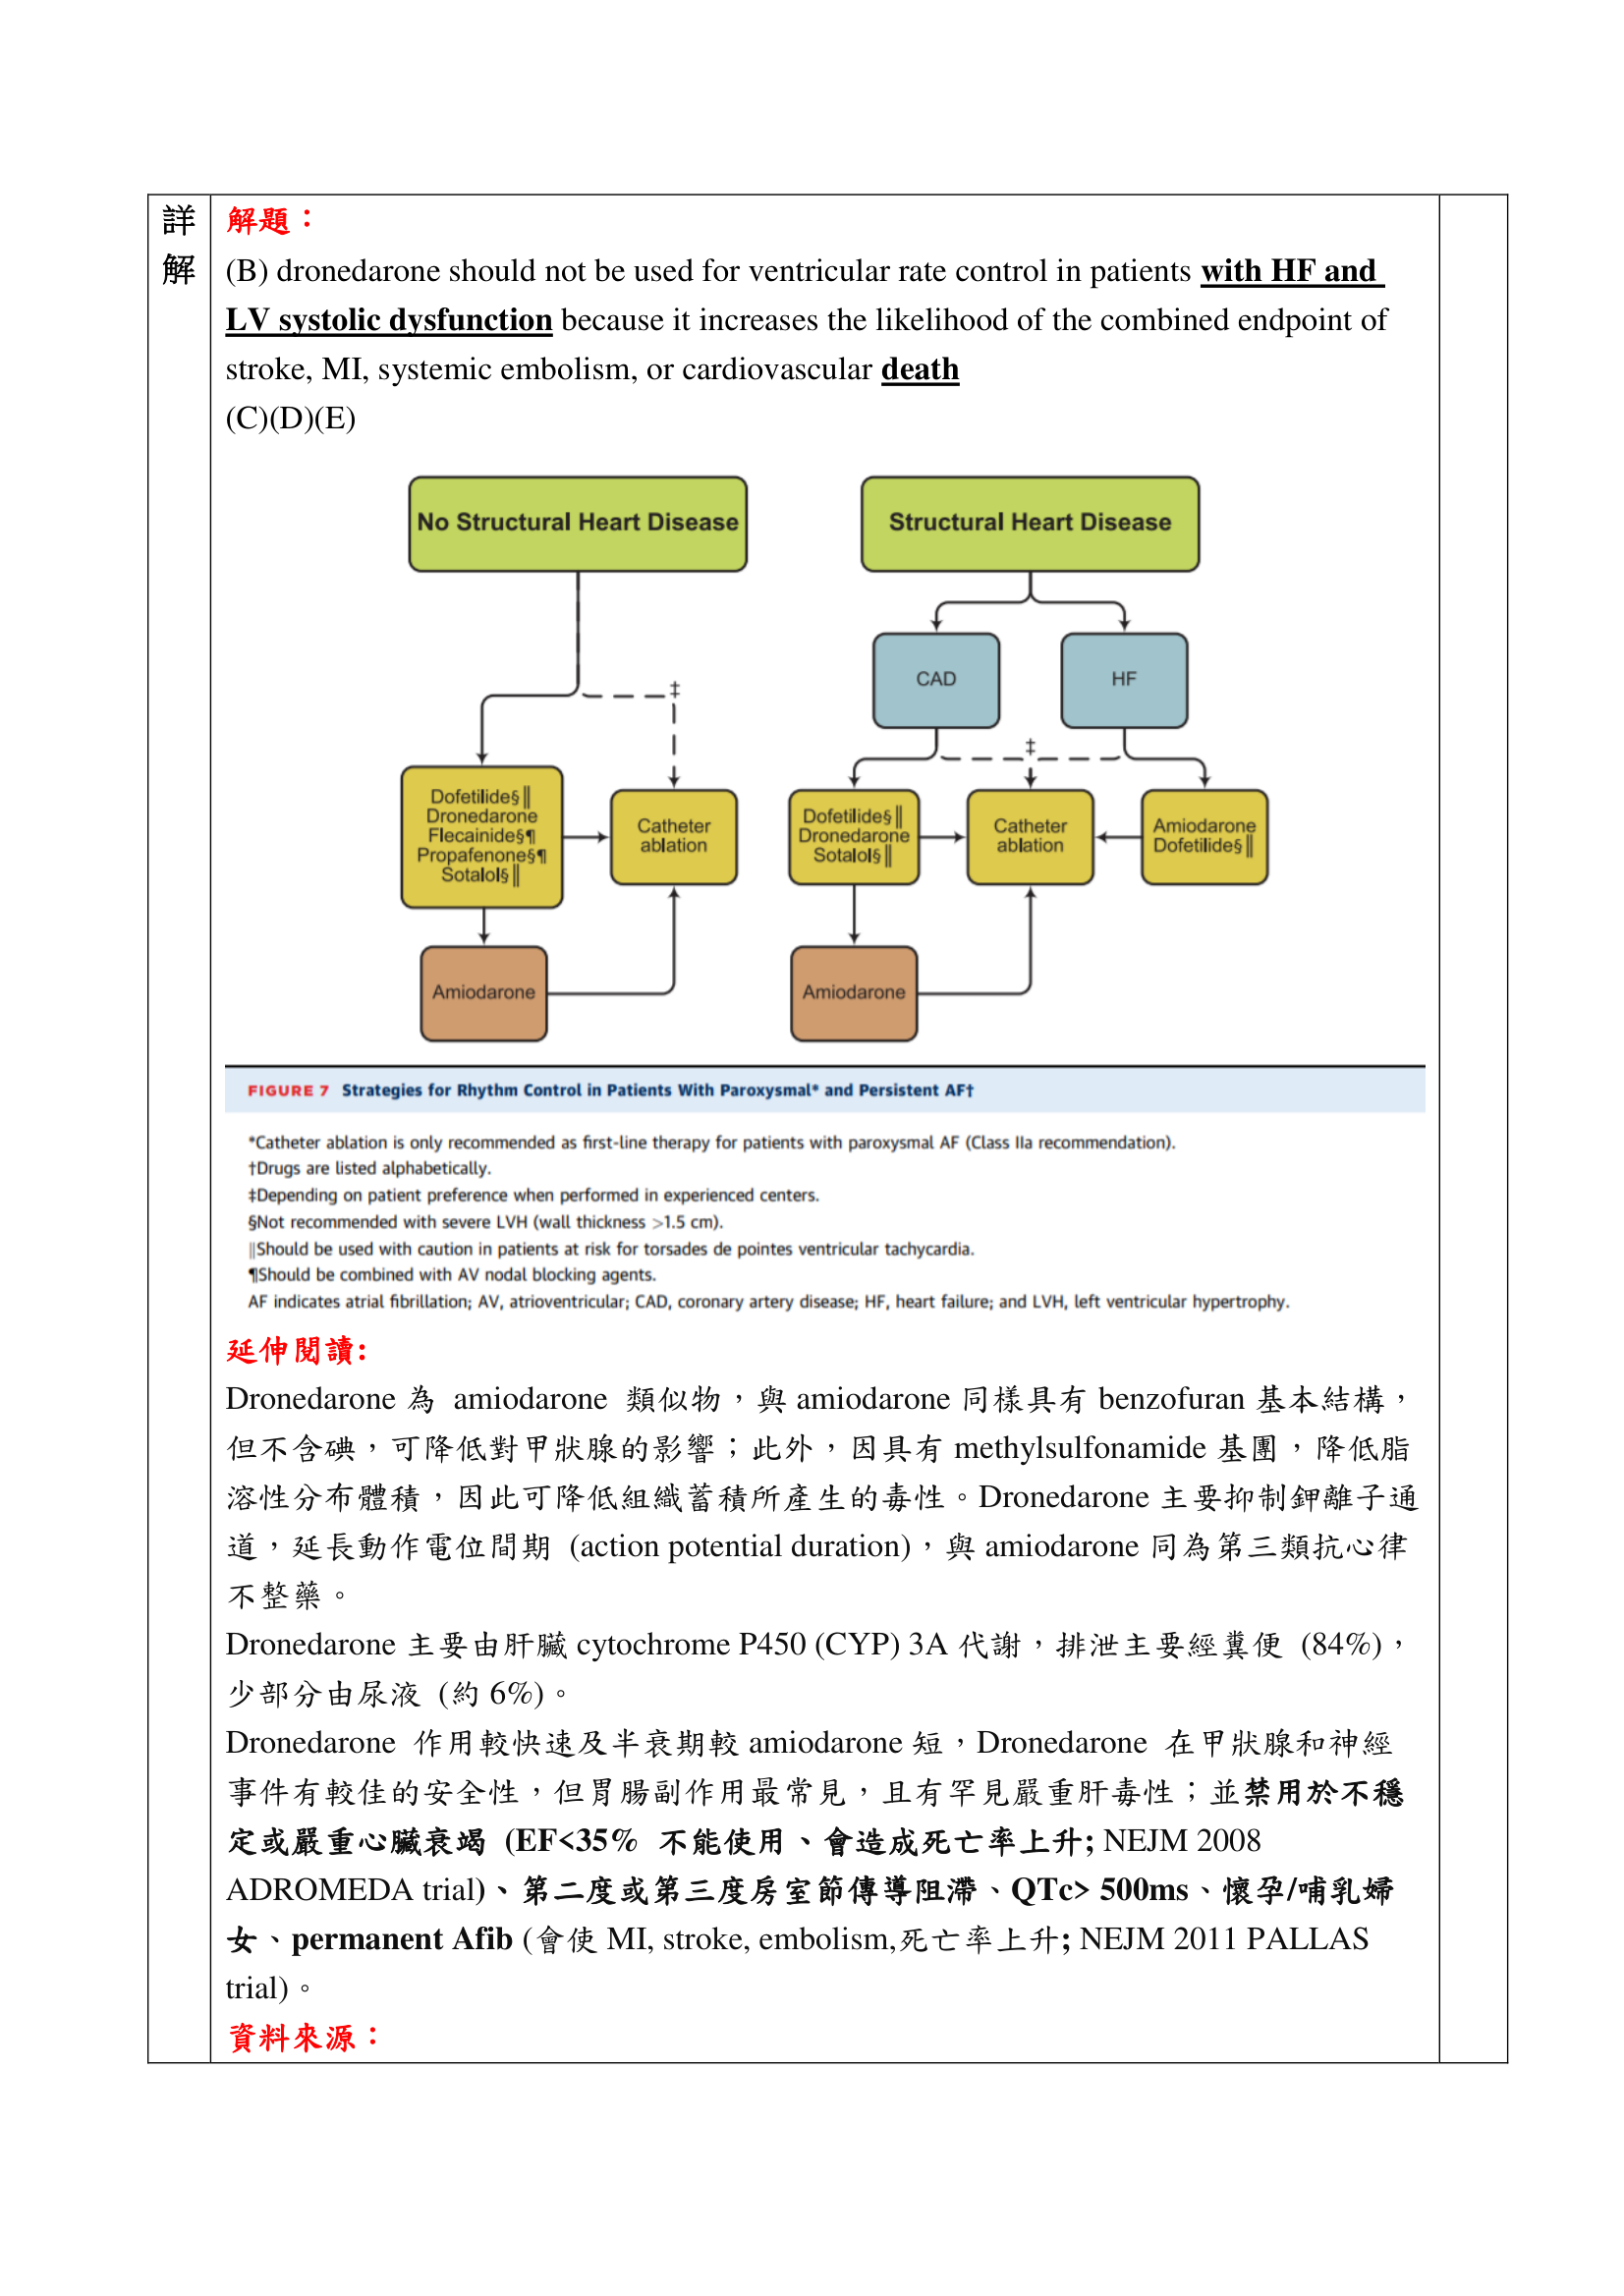 詳
解
解題：
(B) dronedarone should not be used for ventricular rate control in patients with HF and
LV systolic dysfunction because it increases the likelihood of the combined endpoint of
stroke, MI, systemic embolism, or cardiovascular death
(C)(D)(E)
No Structural Heart Disease
Structural Heart Disease
CAD
HF
‡
‡
Dofetilide§‖
Dronedarone
Flecainide§¶
Propafenone§¶
Sotalol§‖
Catheter
ablation
Dofetilide§‖
Dronedarone
Sotalol§‖
Catheter
ablation
Amiodarone
Dofetilide§‖
Amiodarone
Amiodarone
FIGURE 7 Strategies for Rhythm Control in Patients With Paroxysmal* and Persistent AF†
*Catheter ablation is only recommended as first-line therapy for patients with paroxysmal AF (Class IIa recommendation).
†Drugs are listed alphabetically.
‡Depending on patient preference when performed in experienced centers.
§Not recommended with severe LVH (wall thickness >1.5 cm).
‖Should be used with caution in patients at risk for torsades de pointes ventricular tachycardia.
¶Should be combined with AV nodal blocking agents.
AF indicates atrial fibrillation; AV, atrioventricular; CAD, coronary artery disease; HF, heart failure; and LVH, left ventricular hypertrophy.
延伸閱讀:
Dronedarone 為 amiodarone 類似物，與 amiodarone 同樣具有 benzofuran 基本結構，
但不含碘，可降低對甲狀腺的影響；此外，因具有 methylsulfonamide 基團，降低脂
溶性分布體積，因此可降低組織蓄積所產生的毒性。Dronedarone 主要抑制鉀離子通
道，延長動作電位間期 (action potential duration)，與 amiodarone 同為第三類抗心律
不整藥。
Dronedarone 主要由肝臟 cytochrome P450 (CYP) 3A 代謝，排泄主要經糞便 (84%)，
少部分由尿液 (約 6%)。
Dronedarone 作用較快速及半衰期較 amiodarone 短，Dronedarone 在甲狀腺和神經
事件有較佳的安全性，但胃腸副作用最常見，且有罕見嚴重肝毒性；並禁用於不穩
定或嚴重心臟衰竭 (EF<35% 不能使用、會造成死亡率上升; NEJM 2008
ADROMEDA trial)、第二度或第三度房室節傳導阻滯、QTc> 500ms、懷孕/哺乳婦
女、permanent Afib (會使 MI, stroke, embolism,死亡率上升; NEJM 2011 PALLAS
trial)。
資料來源：